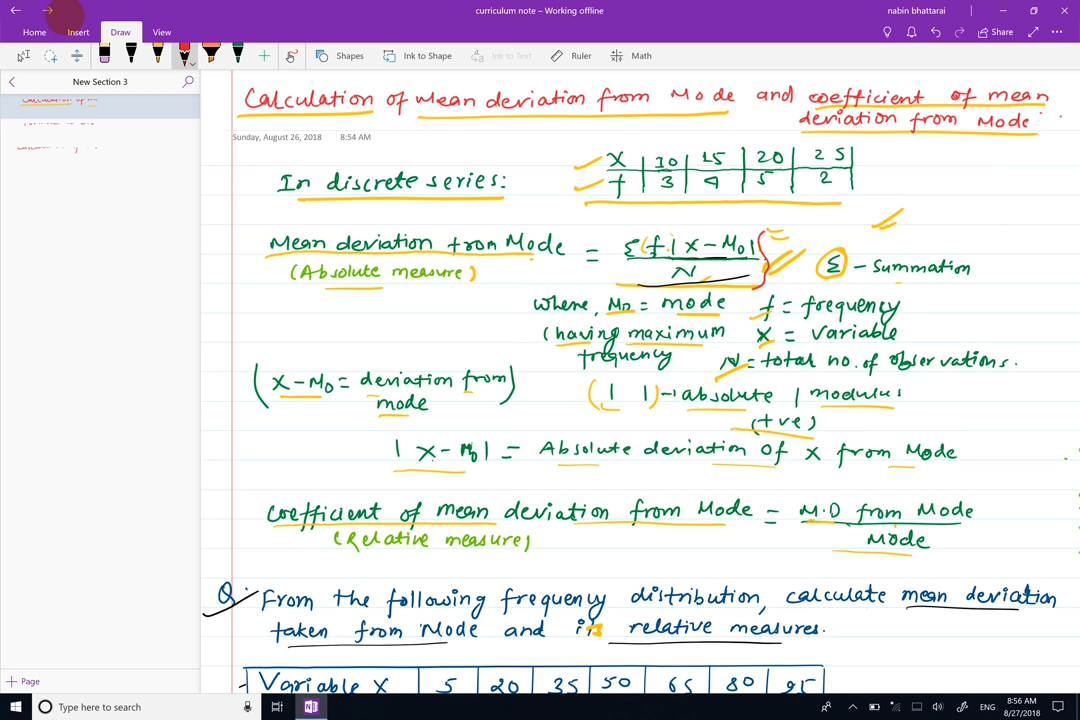 curriculum note – Working offline
nabin bhattarai
Home Insert Draw View
Share
Shapes Ink to Shape Ink to Text Ruler Math
New Section 3
Calculation of Mean deviation from Mode and coefficient of mean
deviation from Mode
Sunday, August 26, 2018 8:54 AM
In discrete series:
X 10 15 20 25
f 3 4 5 2
Mean deviation from Mode = Σ(f|X-Mo|)
N
(Absolute measure)
Σ - summation
where, Mo = mode
(having maximum
frequency
f = frequency
X = variable
N = total no. of observations.
(X-Mo = deviation from
mode)
(| |) → absolute / modulus
(+ve)
|X-Mo| = Absolute deviation of X from Mode
coefficient of mean deviation from Mode = M.D from Mode
Mode
(Relative measure)
Q. From the following frequency distribution, calculate mean deviation
taken from Mode and its relative measures.
Variable X 5 20 35 50 65 80 95
Page
Type here to search
ENG
8:56 AM
8/27/2018